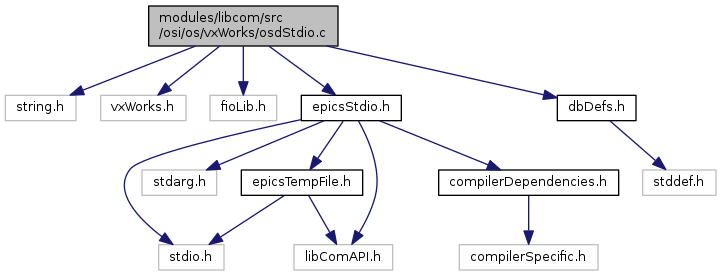 modules/libcom/src
/osi/os/vxWorks/osdStdio.c
string.h
vxWorks.h
fioLib.h
epicsStdio.h
dbDefs.h
stdarg.h
epicsTempFile.h
compilerDependencies.h
stddef.h
stdio.h
libComAPI.h
compilerSpecific.h